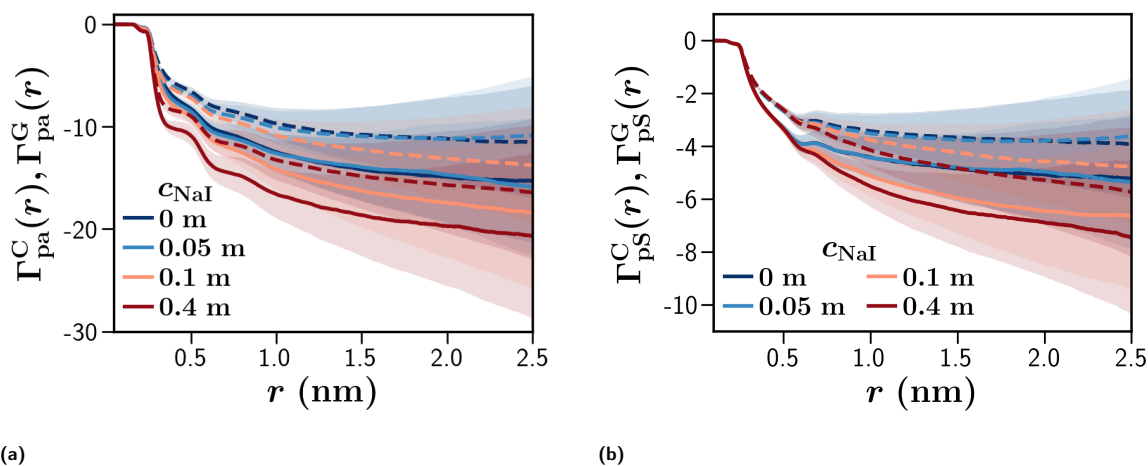 0
-10
-20
-30
Γ^C_pa(r), Γ^G_pa(r)
c_NaI
0 m
0.05 m
0.1 m
0.4 m
0.5 1.0 1.5 2.0 2.5
r (nm)
(a)
0
-2
-4
-6
-8
-10
Γ^C_pS(r), Γ^G_pS(r)
c_NaI
0 m 0.1 m
0.05 m 0.4 m
0.5 1.0 1.5 2.0 2.5
r (nm)
(b)